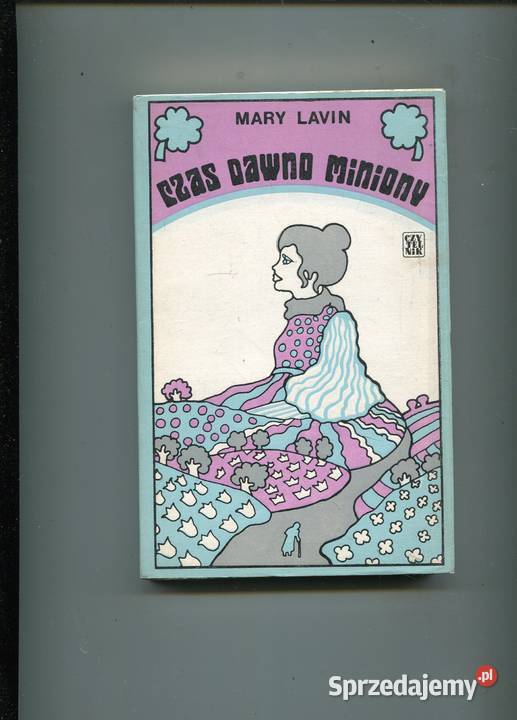 MARY LAVIN
CZAS DAWNO MINIONY
CZY
TEL
NIK
Sprzedajemy.pl